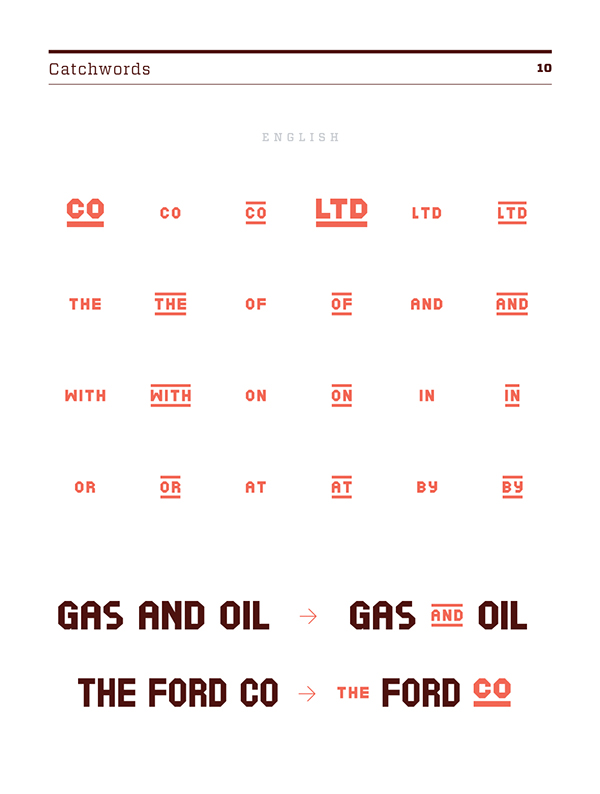 Catchwords 10
ENGLISH
CO CO CO LTD LTD LTD
THE THE OF OF AND AND
WITH WITH ON ON IN IN
OR OR AT AT BY BY
GAS AND OIL → GAS AND OIL
THE FORD CO → THE FORD CO